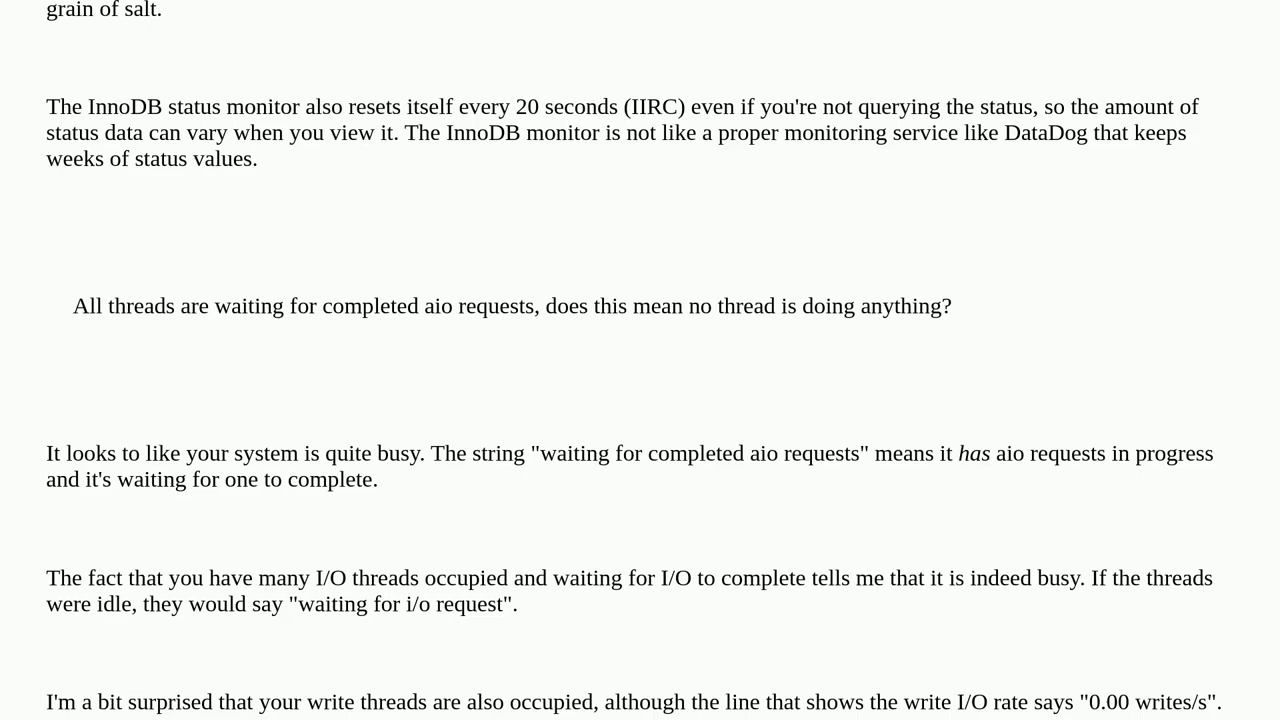 grain of salt.
The InnoDB status monitor also resets itself every 20 seconds (IIRC) even if you're not querying the status, so the amount of
status data can vary when you view it. The InnoDB monitor is not like a proper monitoring service like DataDog that keeps
weeks of status values.
All threads are waiting for completed aio requests, does this mean no thread is doing anything?
It looks to like your system is quite busy. The string "waiting for completed aio requests" means it has aio requests in progress
and it's waiting for one to complete.
The fact that you have many I/O threads occupied and waiting for I/O to complete tells me that it is indeed busy. If the threads
were idle, they would say "waiting for i/o request".
I'm a bit surprised that your write threads are also occupied, although the line that shows the write I/O rate says "0.00 writes/s".